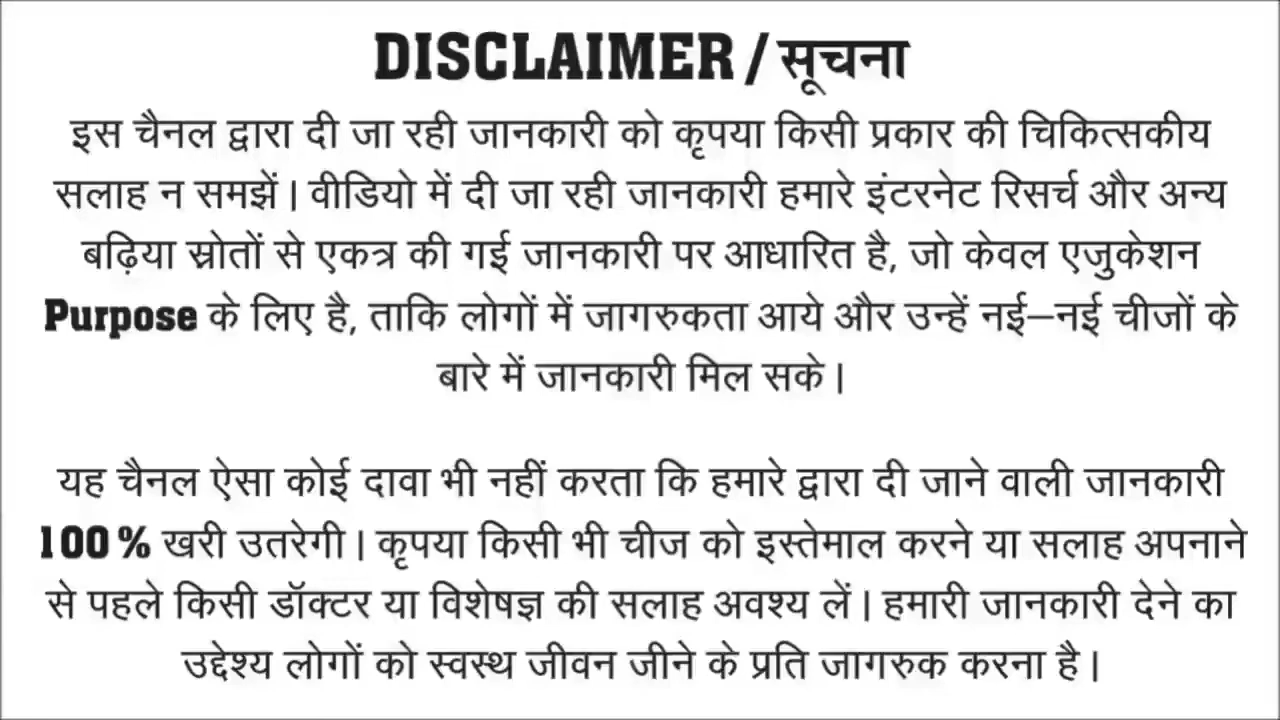 DISCLAIMER / सूचना
इस चैनल द्वारा दी जा रही जानकारी को कृपया किसी प्रकार की चिकित्सकीय
सलाह न समझें। वीडियो में दी जा रही जानकारी हमारे इंटरनेट रिसर्च और अन्य
बढ़िया स्रोतों से एकत्र की गई जानकारी पर आधारित है, जो केवल एजुकेशन
Purpose के लिए है, ताकि लोगों में जागरुकता आये और उन्हें नई–नई चीजों के
बारे में जानकारी मिल सके।
यह चैनल ऐसा कोई दावा भी नहीं करता कि हमारे द्वारा दी जाने वाली जानकारी
100% खरी उतरेगी। कृपया किसी भी चीज को इस्तेमाल करने या सलाह अपनाने
से पहले किसी डॉक्टर या विशेषज्ञ की सलाह अवश्य लें। हमारी जानकारी देने का
उद्देश्य लोगों को स्वस्थ जीवन जीने के प्रति जागरुक करना है।